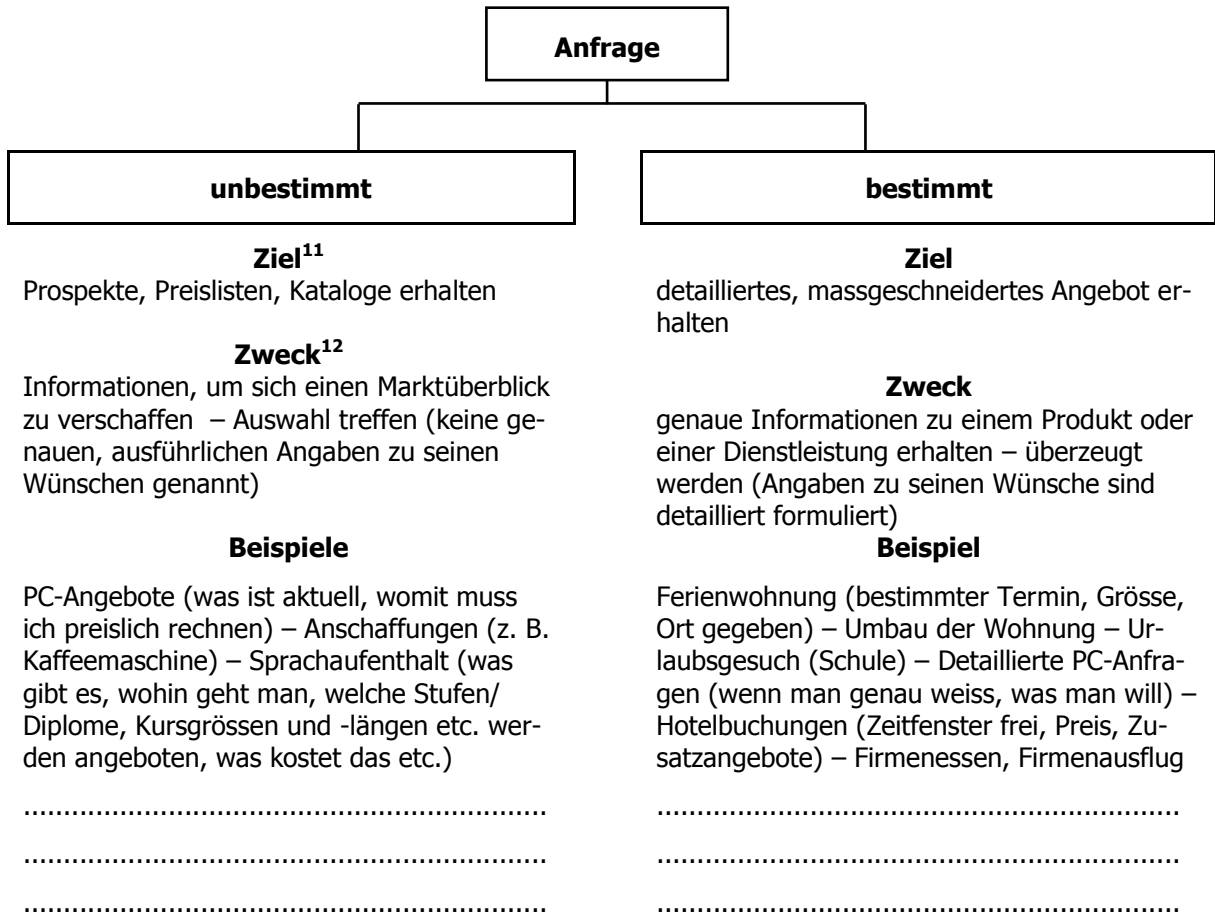 Anfrage
unbestimmt
Ziel11
Prospekte, Preislisten, Kataloge erhalten
Zweck12
Informationen, um sich einen Marktüberblick
zu verschaffen – Auswahl treffen (keine ge-
nauen, ausführlichen Angaben zu seinen
Wünschen genannt)
Beispiele
PC-Angebote (was ist aktuell, womit muss
ich preislich rechnen) – Anschaffungen (z. B.
Kaffeemaschine) – Sprachaufenthalt (was
gibt es, wohin geht man, welche Stufen/
Diplome, Kursgrössen und -längen etc. wer-
den angeboten, was kostet das etc.)
.................................................................
.................................................................
.................................................................
bestimmt
Ziel
detailliertes, massgeschneidertes Angebot er-
halten
Zweck
genaue Informationen zu einem Produkt oder
einer Dienstleistung erhalten – überzeugt
werden (Angaben zu seinen Wünsche sind
detailliert formuliert)
Beispiel
Ferienwohnung (bestimmter Termin, Grösse,
Ort gegeben) – Umbau der Wohnung – Ur-
laubsgesuch (Schule) – Detaillierte PC-Anfra-
gen (wenn man genau weiss, was man will) –
Hotelbuchungen (Zeitfenster frei, Preis, Zu-
satzangebote) – Firmenessen, Firmenausflug
.................................................................
.................................................................
.................................................................